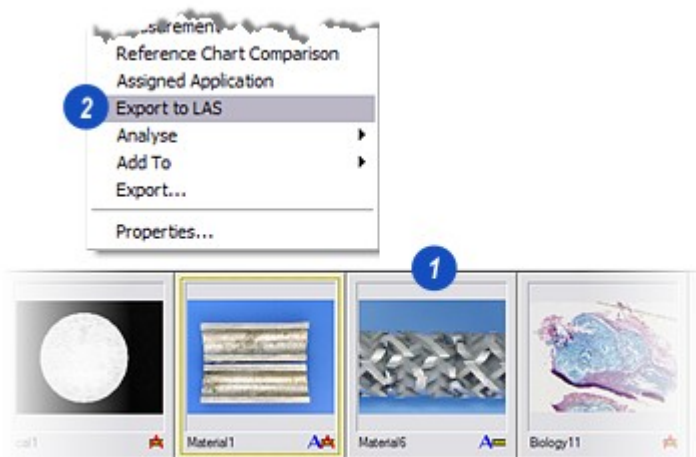 Reference Chart Comparison
Assigned Application
2 Export to LAS
Analyse
Add To
Export...
Properties...
1
Material1 A
Material6 A
Biology11